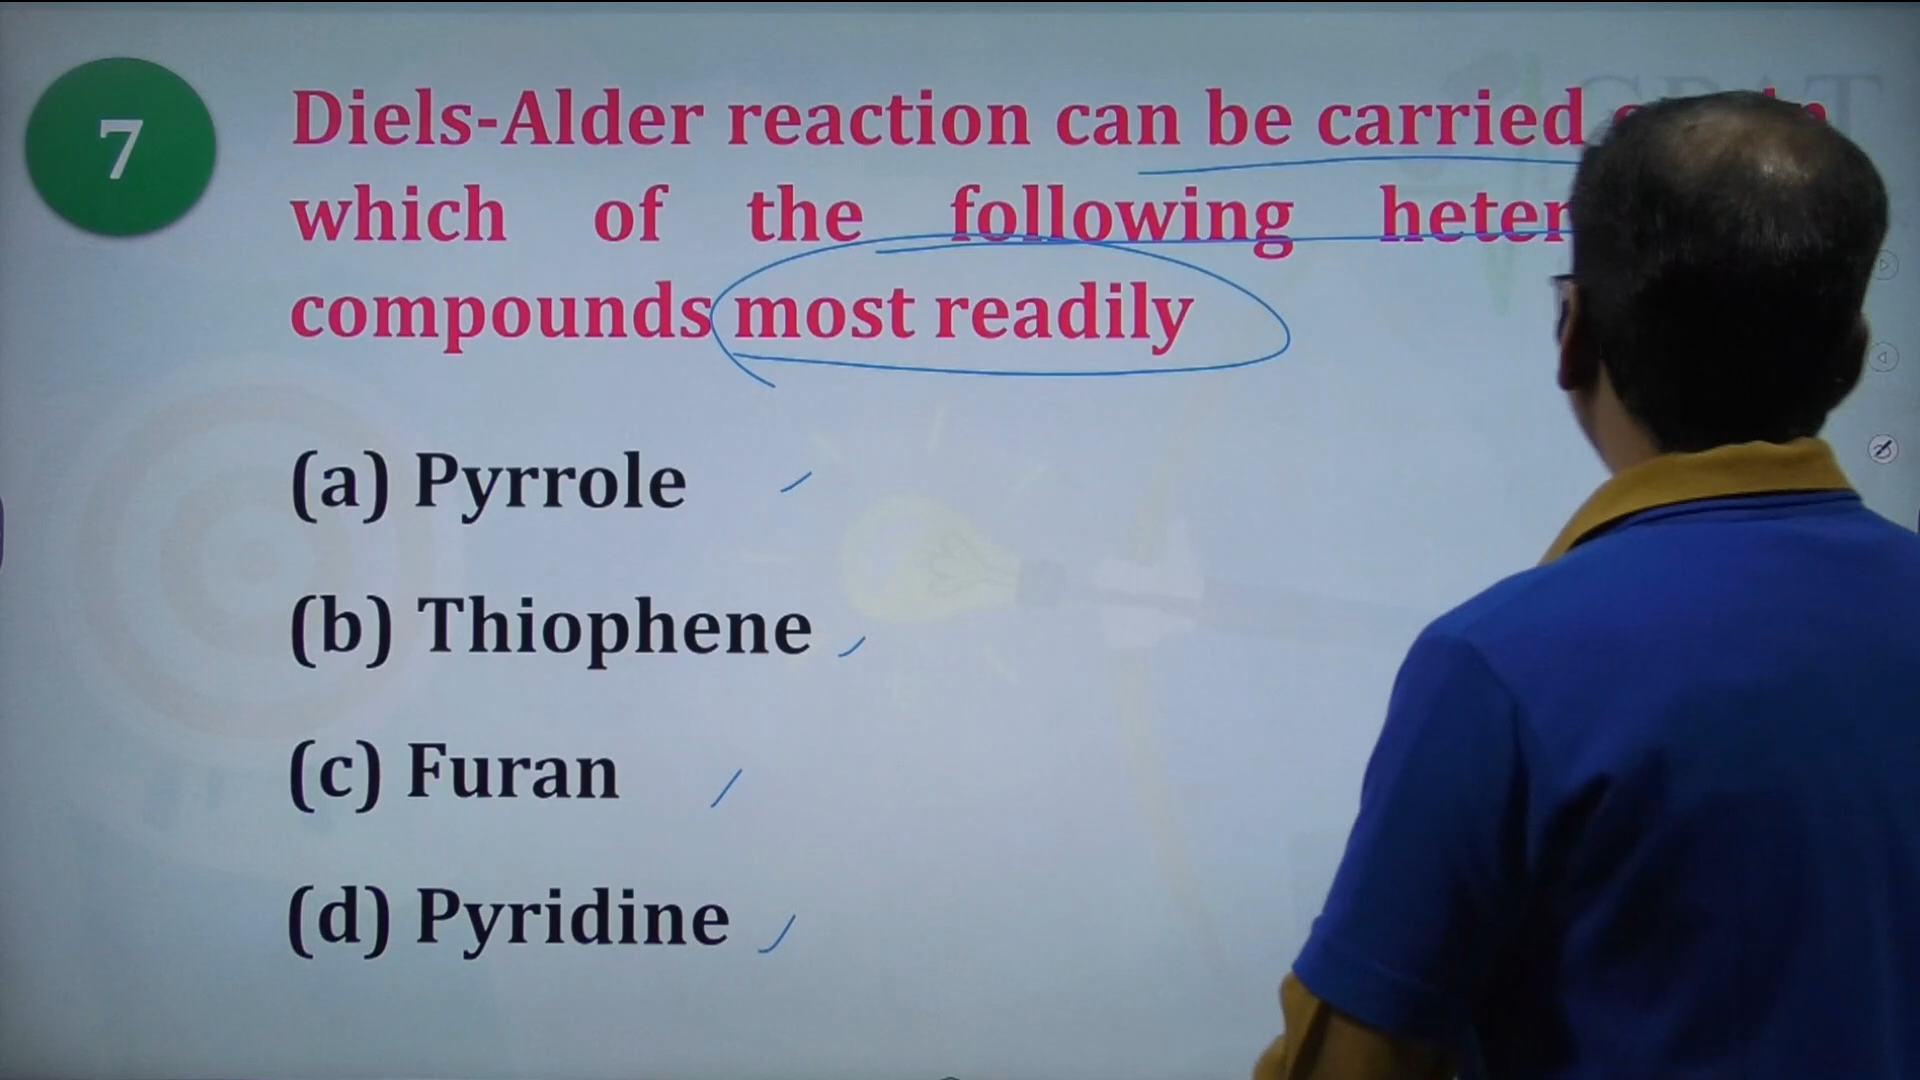 7
Diels-Alder reaction can be carried
which of the following heter
compounds most readily
(a) Pyrrole
(b) Thiophene
(c) Furan
(d) Pyridine